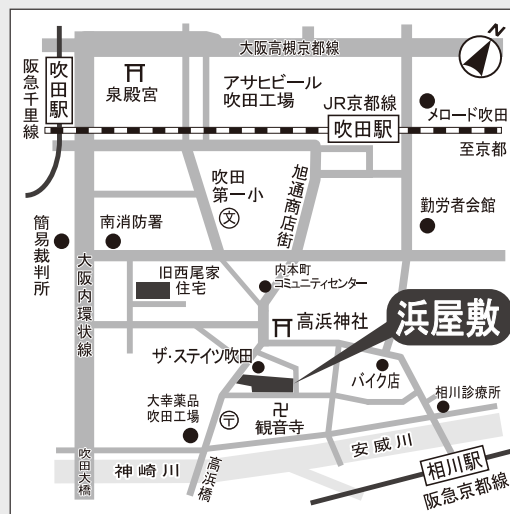 N
大阪高槻京都線
阪急千里線
吹田駅
泉殿宮
アサヒビール
吹田工場
JR京都線
吹田駅
メロード吹田
至京都
吹田
第一小
文
旭通商店街
勤労者会館
簡易裁判所
南消防署
大阪内環状線
旧西尾家
住宅
内本町
コミュニティセンター
高浜神社
浜屋敷
ザ・ステイツ吹田
バイク店
大幸薬品
吹田工場
〒
卍
観音寺
相川診療所
安威川
吹田大橋
神崎川
高浜橋
相川駅
阪急京都線